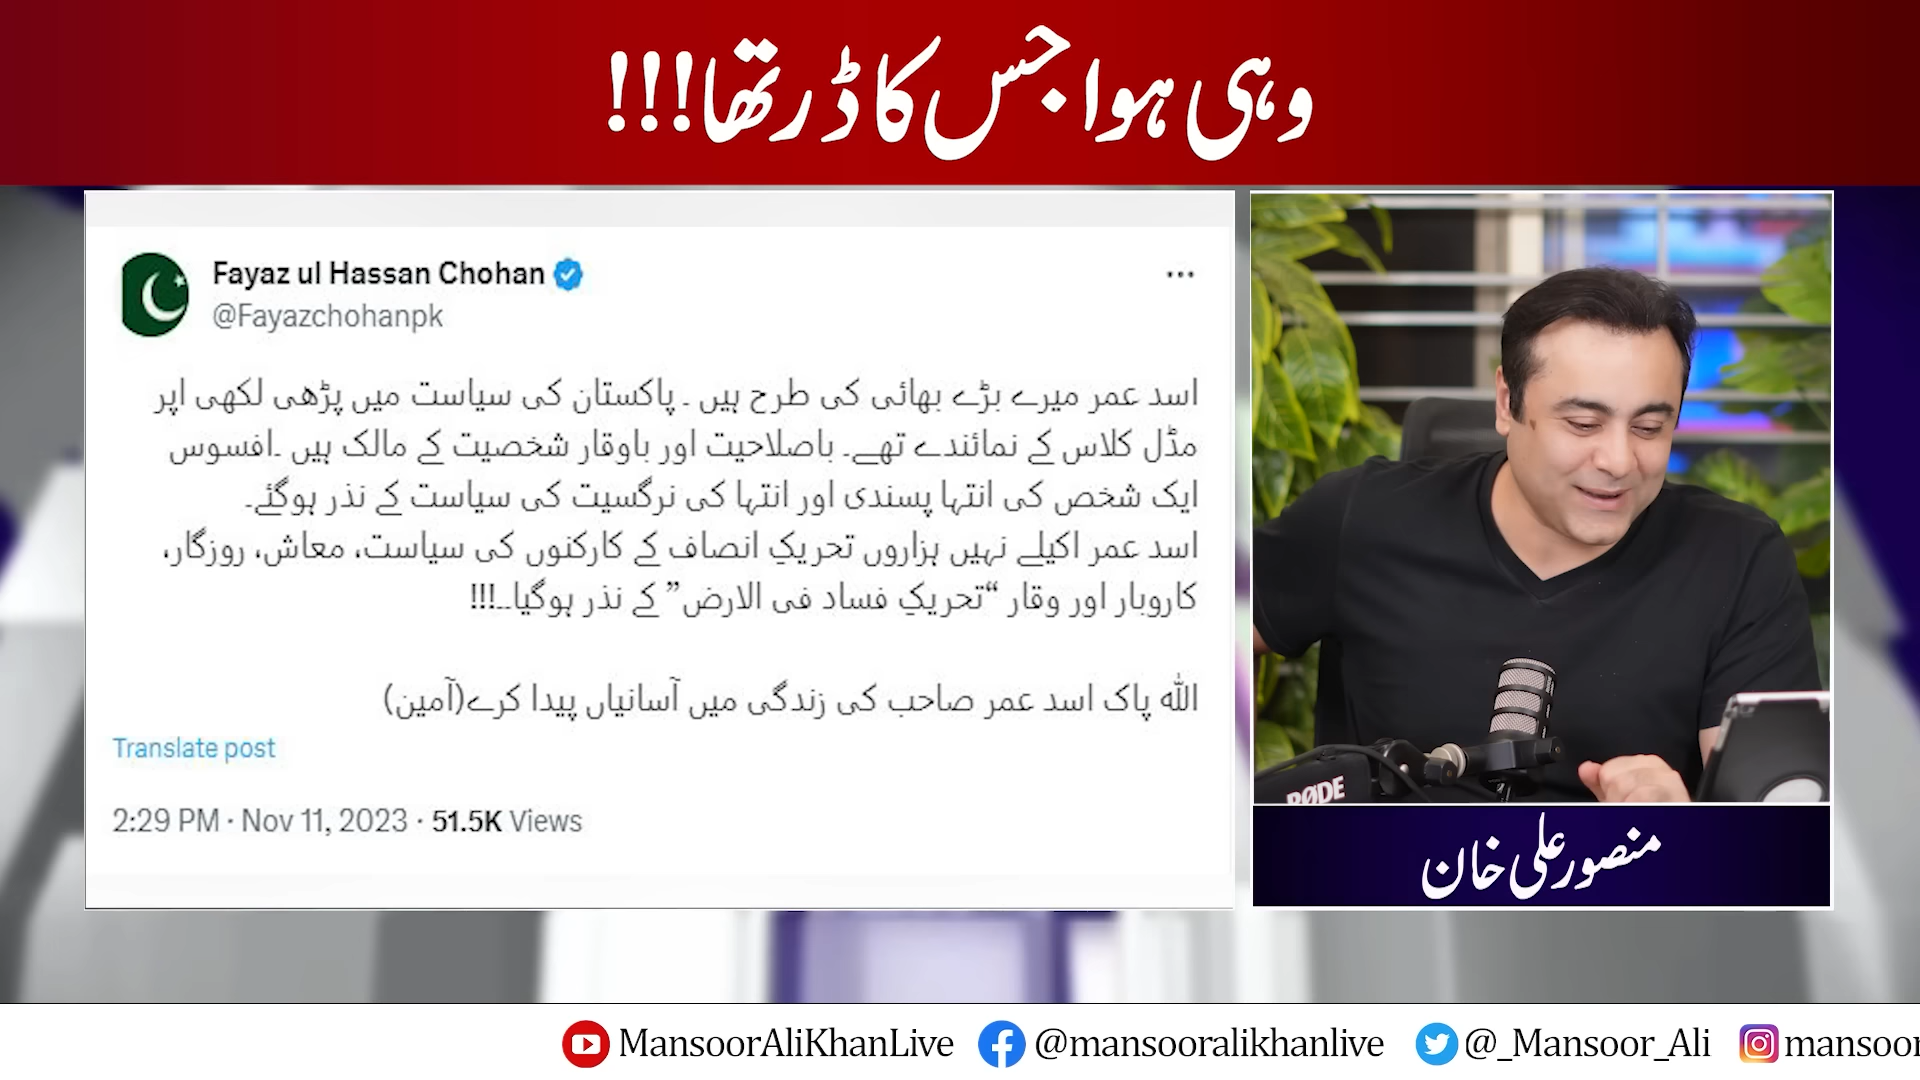 وہی ہوا جس کا ڈر تھا!!!
Fayaz ul Hassan Chohan
@Fayazchohanpk
اسد عمر میرے بڑے بھائی کی طرح ہیں ۔ پاکستان کی سیاست میں پڑھی لکھی اپر
مڈل کلاس کے نمائندے تھے۔ باصلاحیت اور باوقار شخصیت کے مالک ہیں ۔افسوس
ایک شخص کی انتہا پسندی اور انتہا کی نرگسیت کی سیاست کے نذر ہوگئے۔
اسد عمر اکیلے نہیں ہزاروں تحریکِ انصاف کے کارکنوں کی سیاست، معاش، روزگار،
کاروبار اور وقار “تحریکِ فساد فی الارض” کے نذر ہوگیا۔۔!!!
اللہ پاک اسد عمر صاحب کی زندگی میں آسانیاں پیدا کرے(آمین)
Translate post
2:29 PM · Nov 11, 2023 · 51.5K Views
RØDE
منصور علی خان
MansoorAliKhanLive @mansooralikhanlive @_Mansoor_Ali mansoor